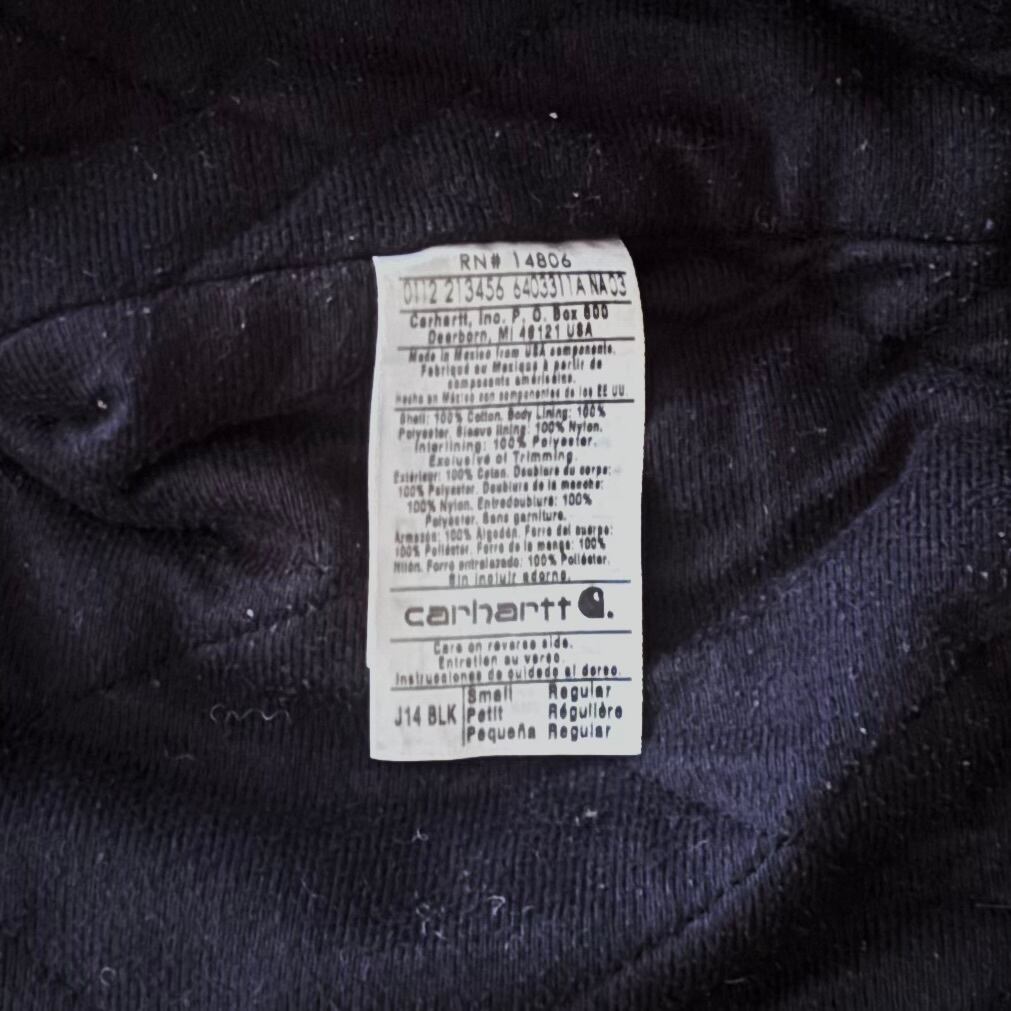 RN# 14806
0112 213456 6403311A NA03
Carhartt, Inc. P. O. Box 800
Dearborn, MI 48121 USA
Made in Mexico from USA components.
Fabriqué au Mexique à partir de
composants américains.
Hecho en México con componentes de los EE UU.
Shell: 100% Cotton. Body Lining: 100%
Polyester. Sleeve lining: 100% Nylon.
Interlining: 100% Polyester.
Exclusive of Trimming.
Extérieur: 100% Coton. Doublure du corps:
100% Polyester. Doublure de la manche:
100% Nylon. Entredoublure: 100%
Polyester. Sans garniture.
Armazón: 100% Algodón. Forro del cuerpo:
100% Poliéster. Forro de la manga: 100%
Nilón. Forro entrelazado: 100% Poliéster.
Sin incluir adorno.
carhartt
Care on reverse side.
Entretien au verso.
Instrucciones de cuidado al dorso.
J14 BLK
Small Regular
Petit Régulière
Pequeña Regular